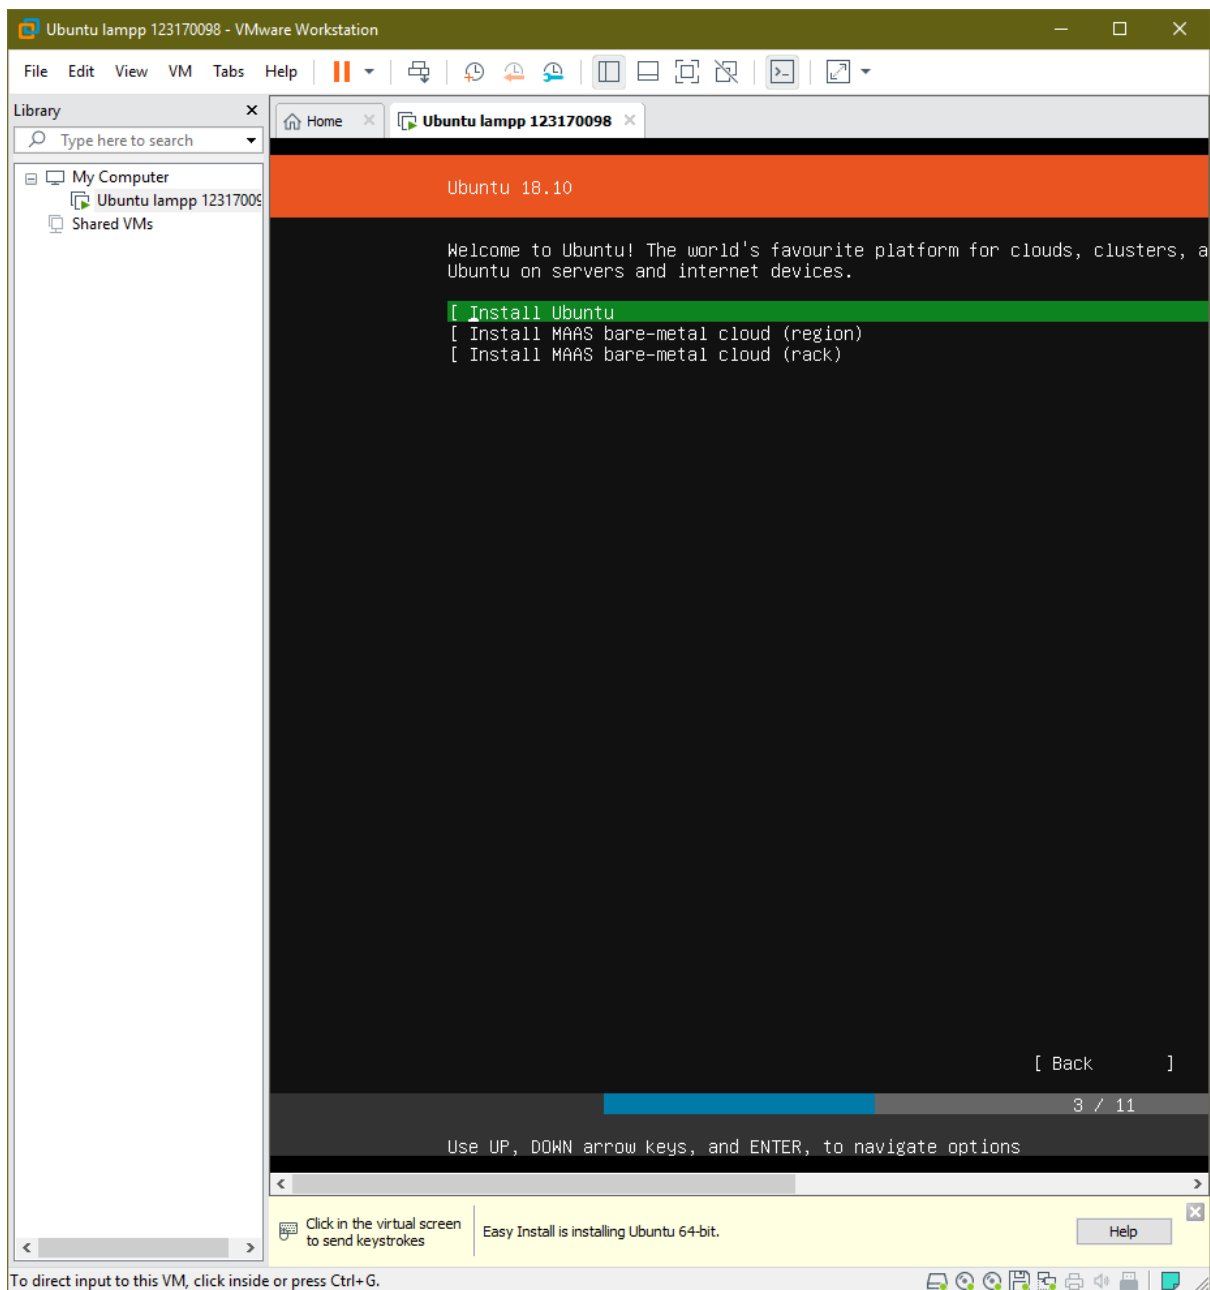 Ubuntu lampp 123170098 - VMware Workstation
File Edit View VM Tabs Help
Library
Type here to search
My Computer
Ubuntu lampp 12317009
Shared VMs
Home
Ubuntu lampp 123170098
Ubuntu 18.10
Welcome to Ubuntu! The world's favourite platform for clouds, clusters, a
Ubuntu on servers and internet devices.
[ Install Ubuntu
[ Install MAAS bare-metal cloud (region)
[ Install MAAS bare-metal cloud (rack)
[ Back ]
3 / 11
Use UP, DOWN arrow keys, and ENTER, to navigate options
Click in the virtual screen
to send keystrokes
Easy Install is installing Ubuntu 64-bit.
Help
To direct input to this VM, click inside or press Ctrl+G.